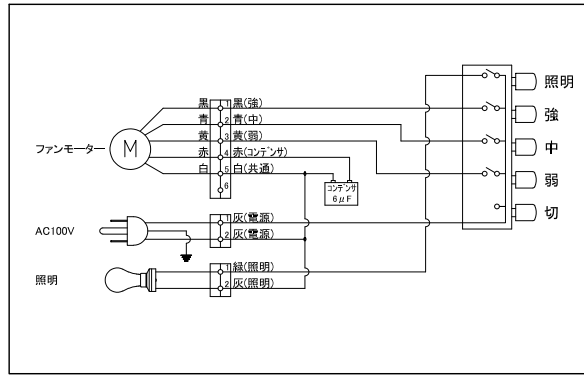 照明
強
中
弱
切
黒 1 黒(強)
青 2 青(中)
黄 3 黄(弱)
赤 4 赤(コンデンサ)
白 5 白(共通)
6
ファンモーター
M
コンデンサ
6μF
AC100V
1 灰(電源)
2 灰(電源)
照明
1 緑(照明)
2 灰(照明)